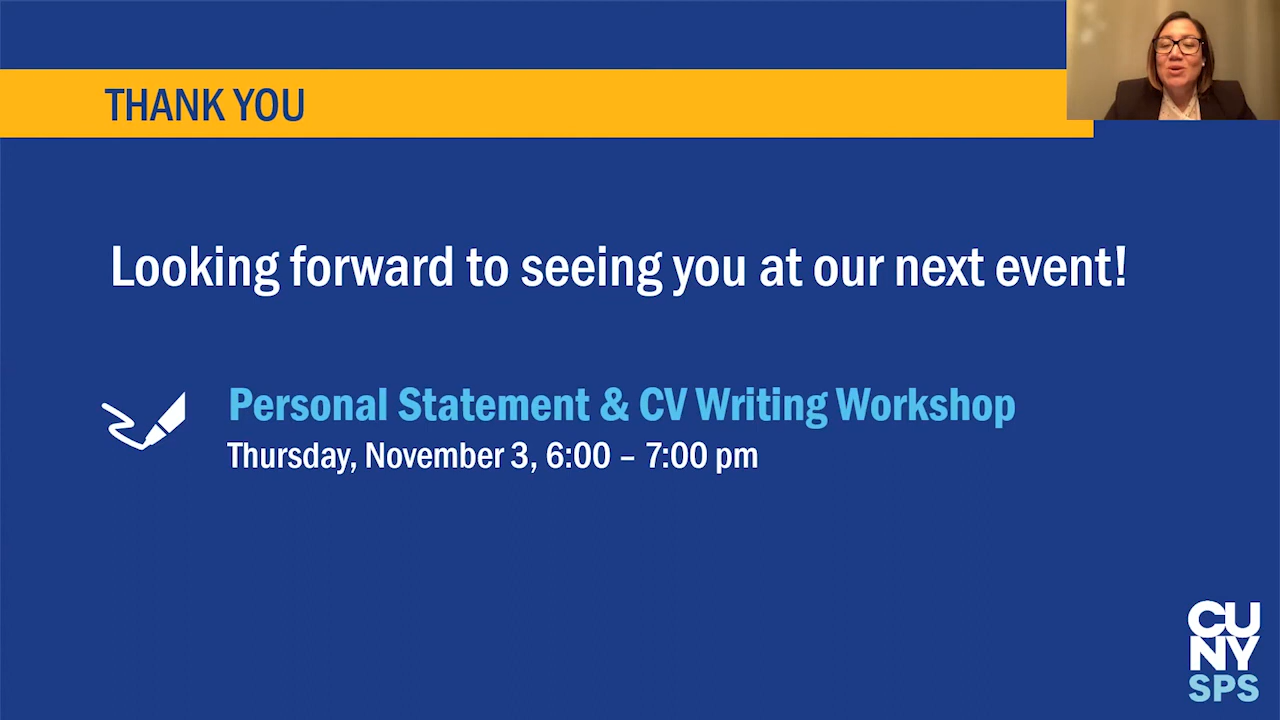 THANK YOU
Looking forward to seeing you at our next event!
Personal Statement & CV Writing Workshop
Thursday, November 3, 6:00 – 7:00 pm
CU
NY
SPS